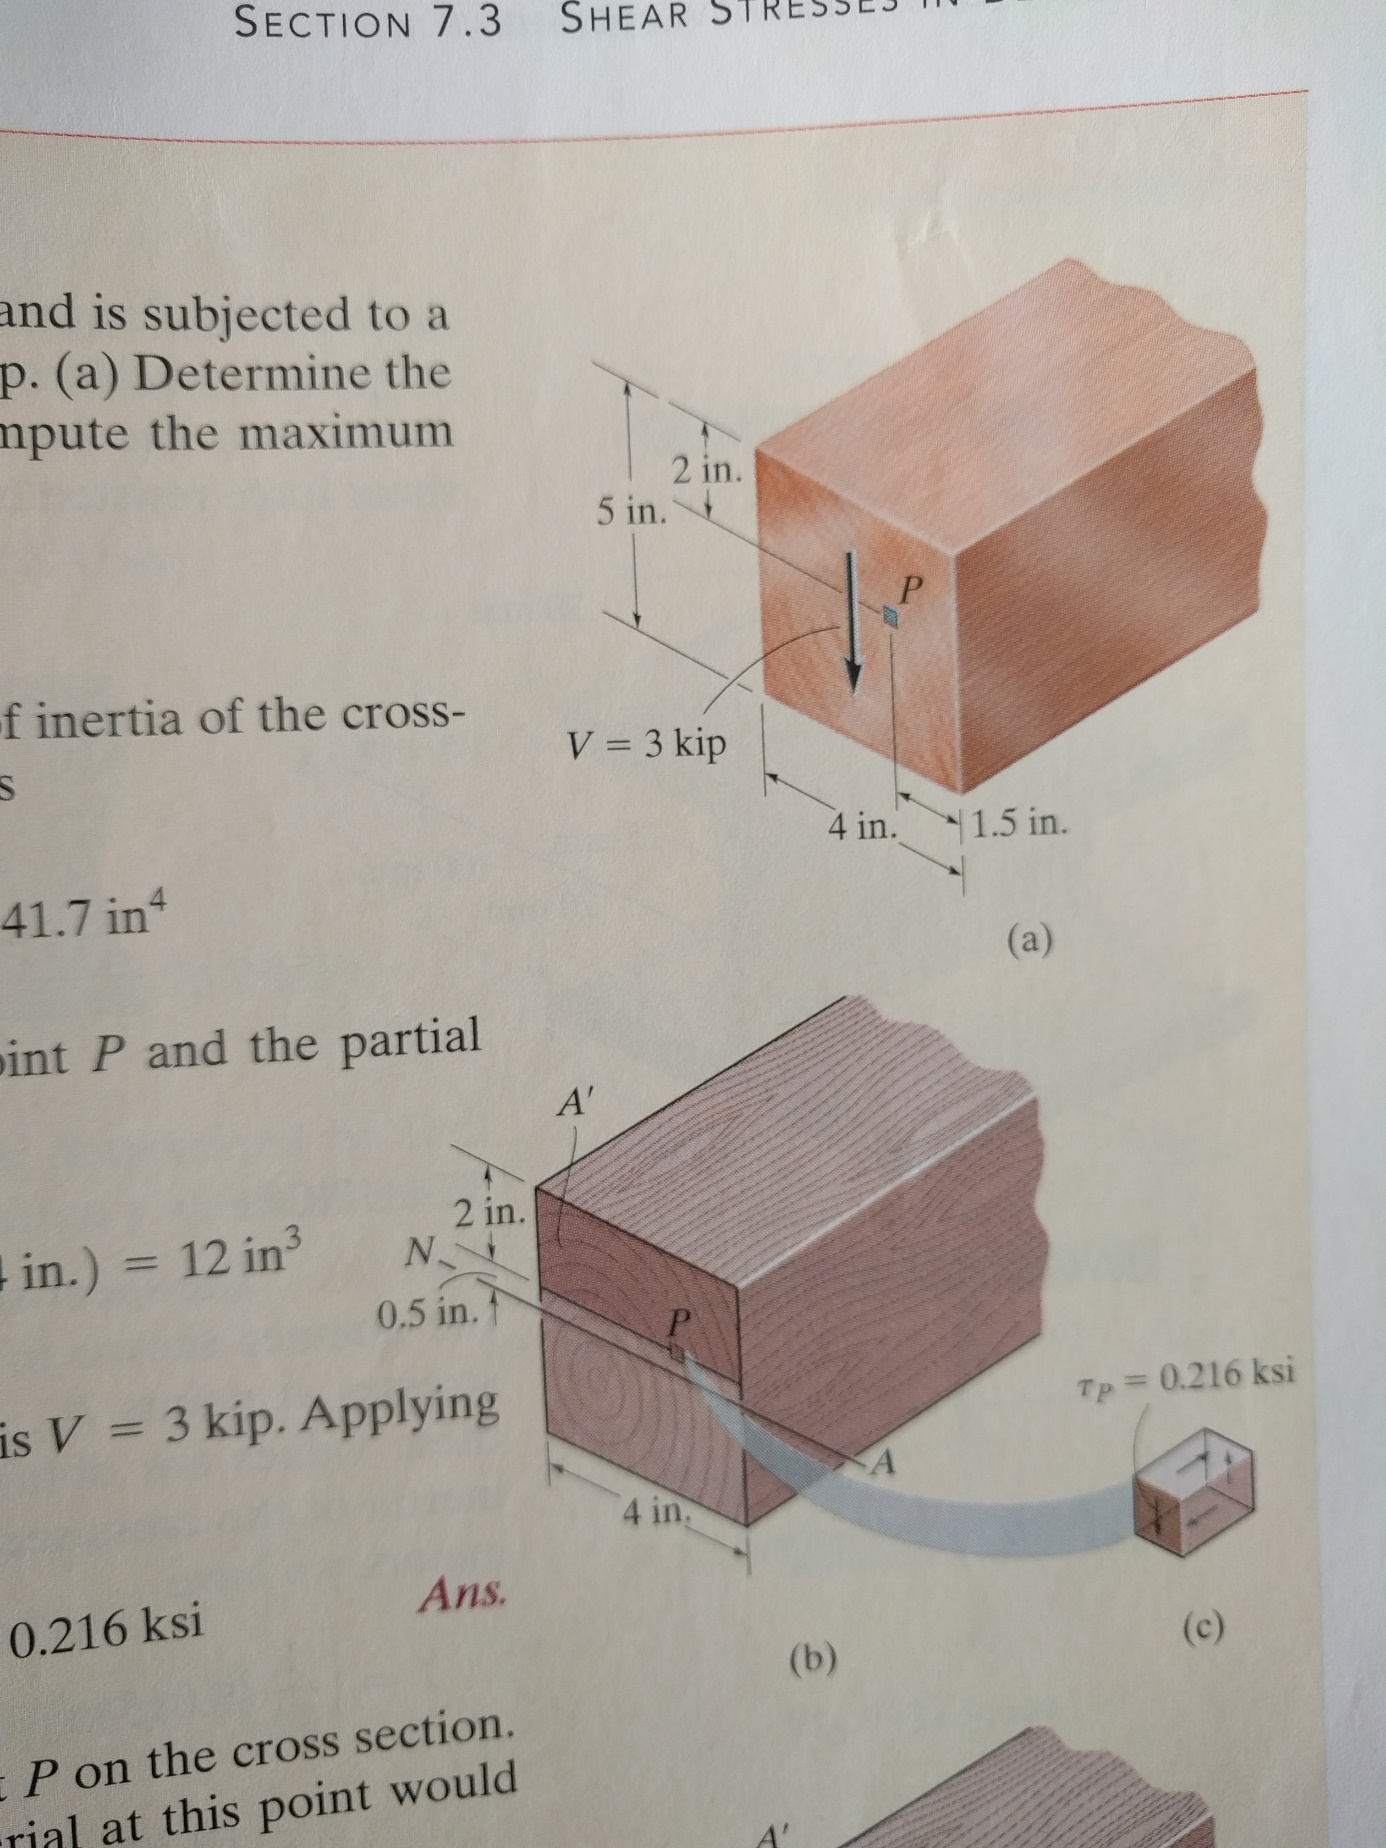 SECTION 7.3 SHEAR STRESSES IN
and is subjected to a
p. (a) Determine the
mpute the maximum
2 in.
5 in.
P
V = 3 kip
4 in.
1.5 in.
(a)
f inertia of the cross-
s
41.7 in⁴
oint P and the partial
A'
2 in.
N
0.5 in.
P
A
4 in.
in.) = 12 in³
is V = 3 kip. Applying
τP = 0.216 ksi
0.216 ksi
Ans.
(b)
(c)
P on the cross section.
rial at this point would
A'